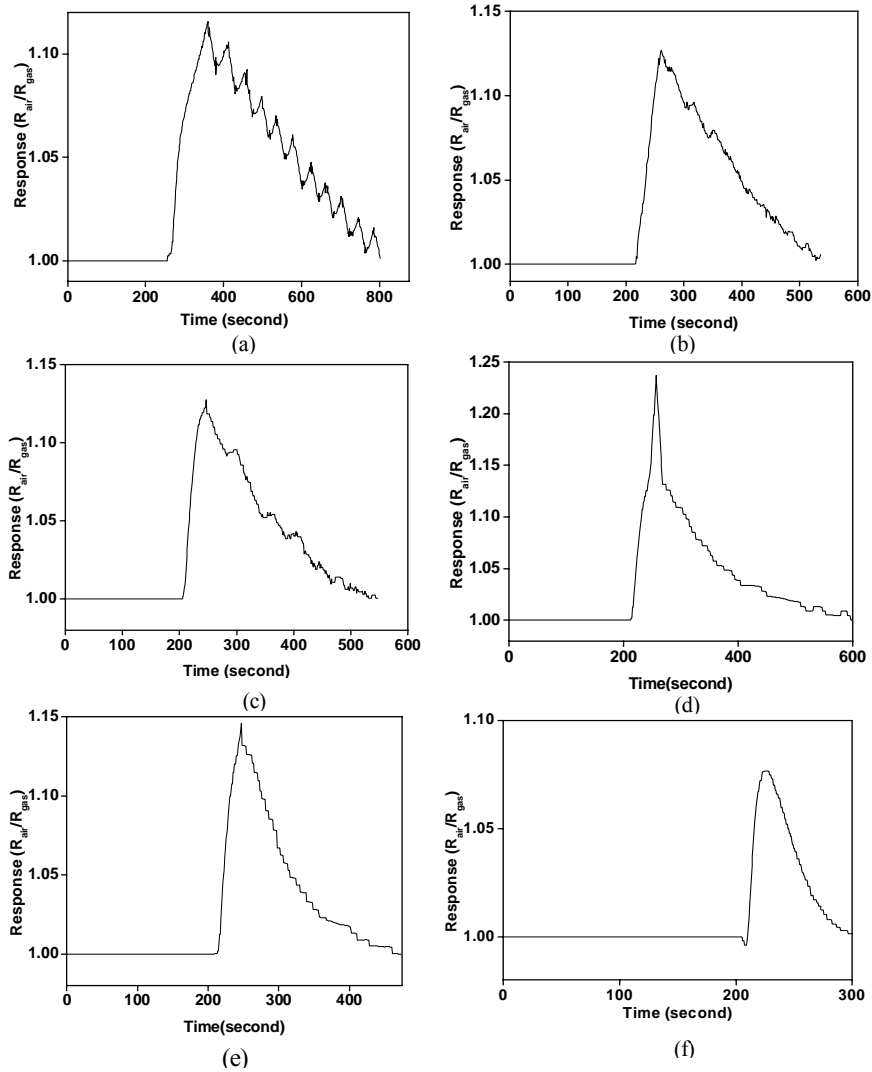 1.10
1.05
1.00
Response (R_air/R_gas)
0 200 400 600 800
Time (second)
(a)
1.15
1.10
1.05
1.00
Response (R_air/R_gas)
0 100 200 300 400 500 600
Time (second)
(b)
1.15
1.10
1.05
1.00
Response (R_air/R_gas)
0 100 200 300 400 500 600
Time (second)
(c)
1.25
1.20
1.15
1.10
1.05
1.00
Response (R_air/R_gas)
0 200 400 600
Time(second)
(d)
1.15
1.10
1.05
1.00
Response (R_air/R_gas)
0 100 200 300 400
Time(second)
(e)
1.10
1.05
1.00
Response (R_air/R_gas)
0 100 200 300
Time (second)
(f)